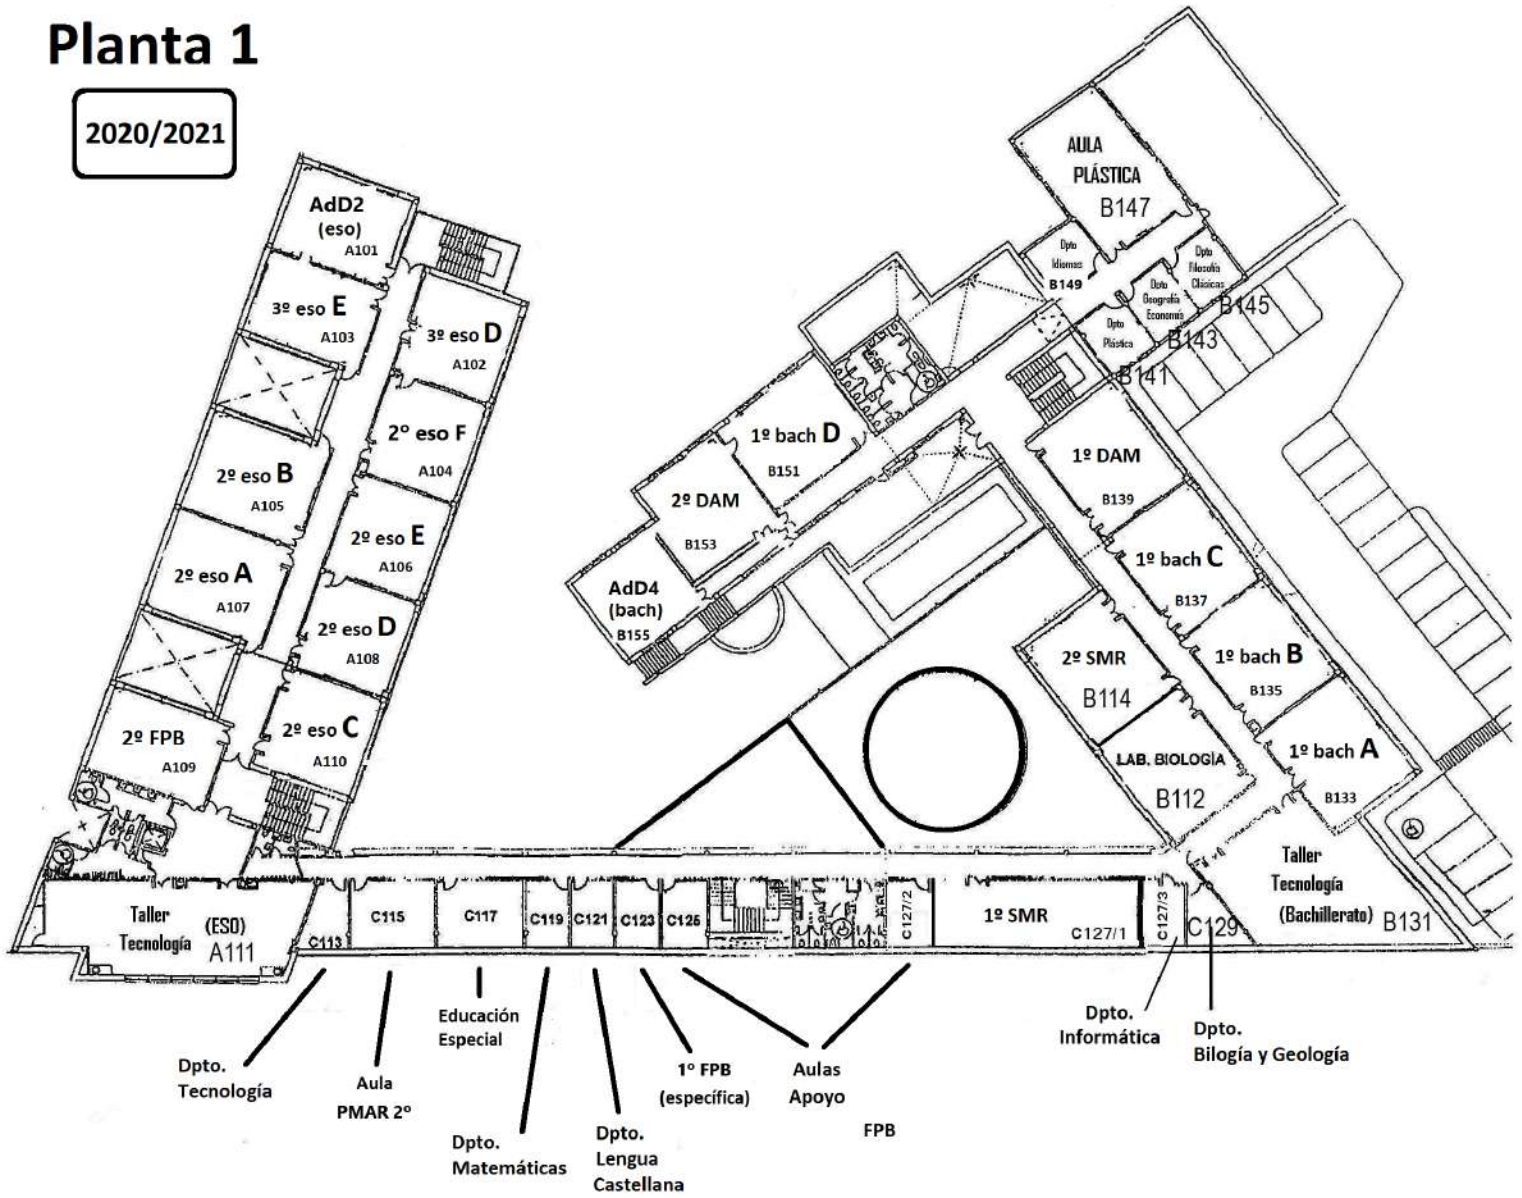 Planta 1
2020/2021
AdD2
(eso)
A101
3º eso E
A103
3º eso D
A102
2º eso F
A104
2º eso B
A105
2º eso E
A106
2º eso A
A107
2º eso D
A108
2º FPB
A109
2º eso C
A110
Taller
Tecnología
(ESO)
A111
AULA
PLÁSTICA
B147
Dpto
Idiomas
B149
Dpto
Filosofía
Clásicas
B145
Dpto
Geografía
Economía
B143
Dpto
Plástica
B141
1º bach D
B151
2º DAM
B153
AdD4
(bach)
B155
1º DAM
B139
1º bach C
B137
1º bach B
B135
1º bach A
B133
2º SMR
B114
LAB. BIOLOGÍA
B112
Taller
Tecnología
(Bachillerato)
B131
C113
C115
C117
C119
C121
C123
C125
C127/2
1º SMR
C127/1
C127/3
C129
Dpto.
Tecnología
Aula
PMAR 2º
Educación
Especial
Dpto.
Matemáticas
Dpto.
Lengua
Castellana
1º FPB
(específica)
Aulas
Apoyo
FPB
Dpto.
Informática
Dpto.
Bilogía y Geología